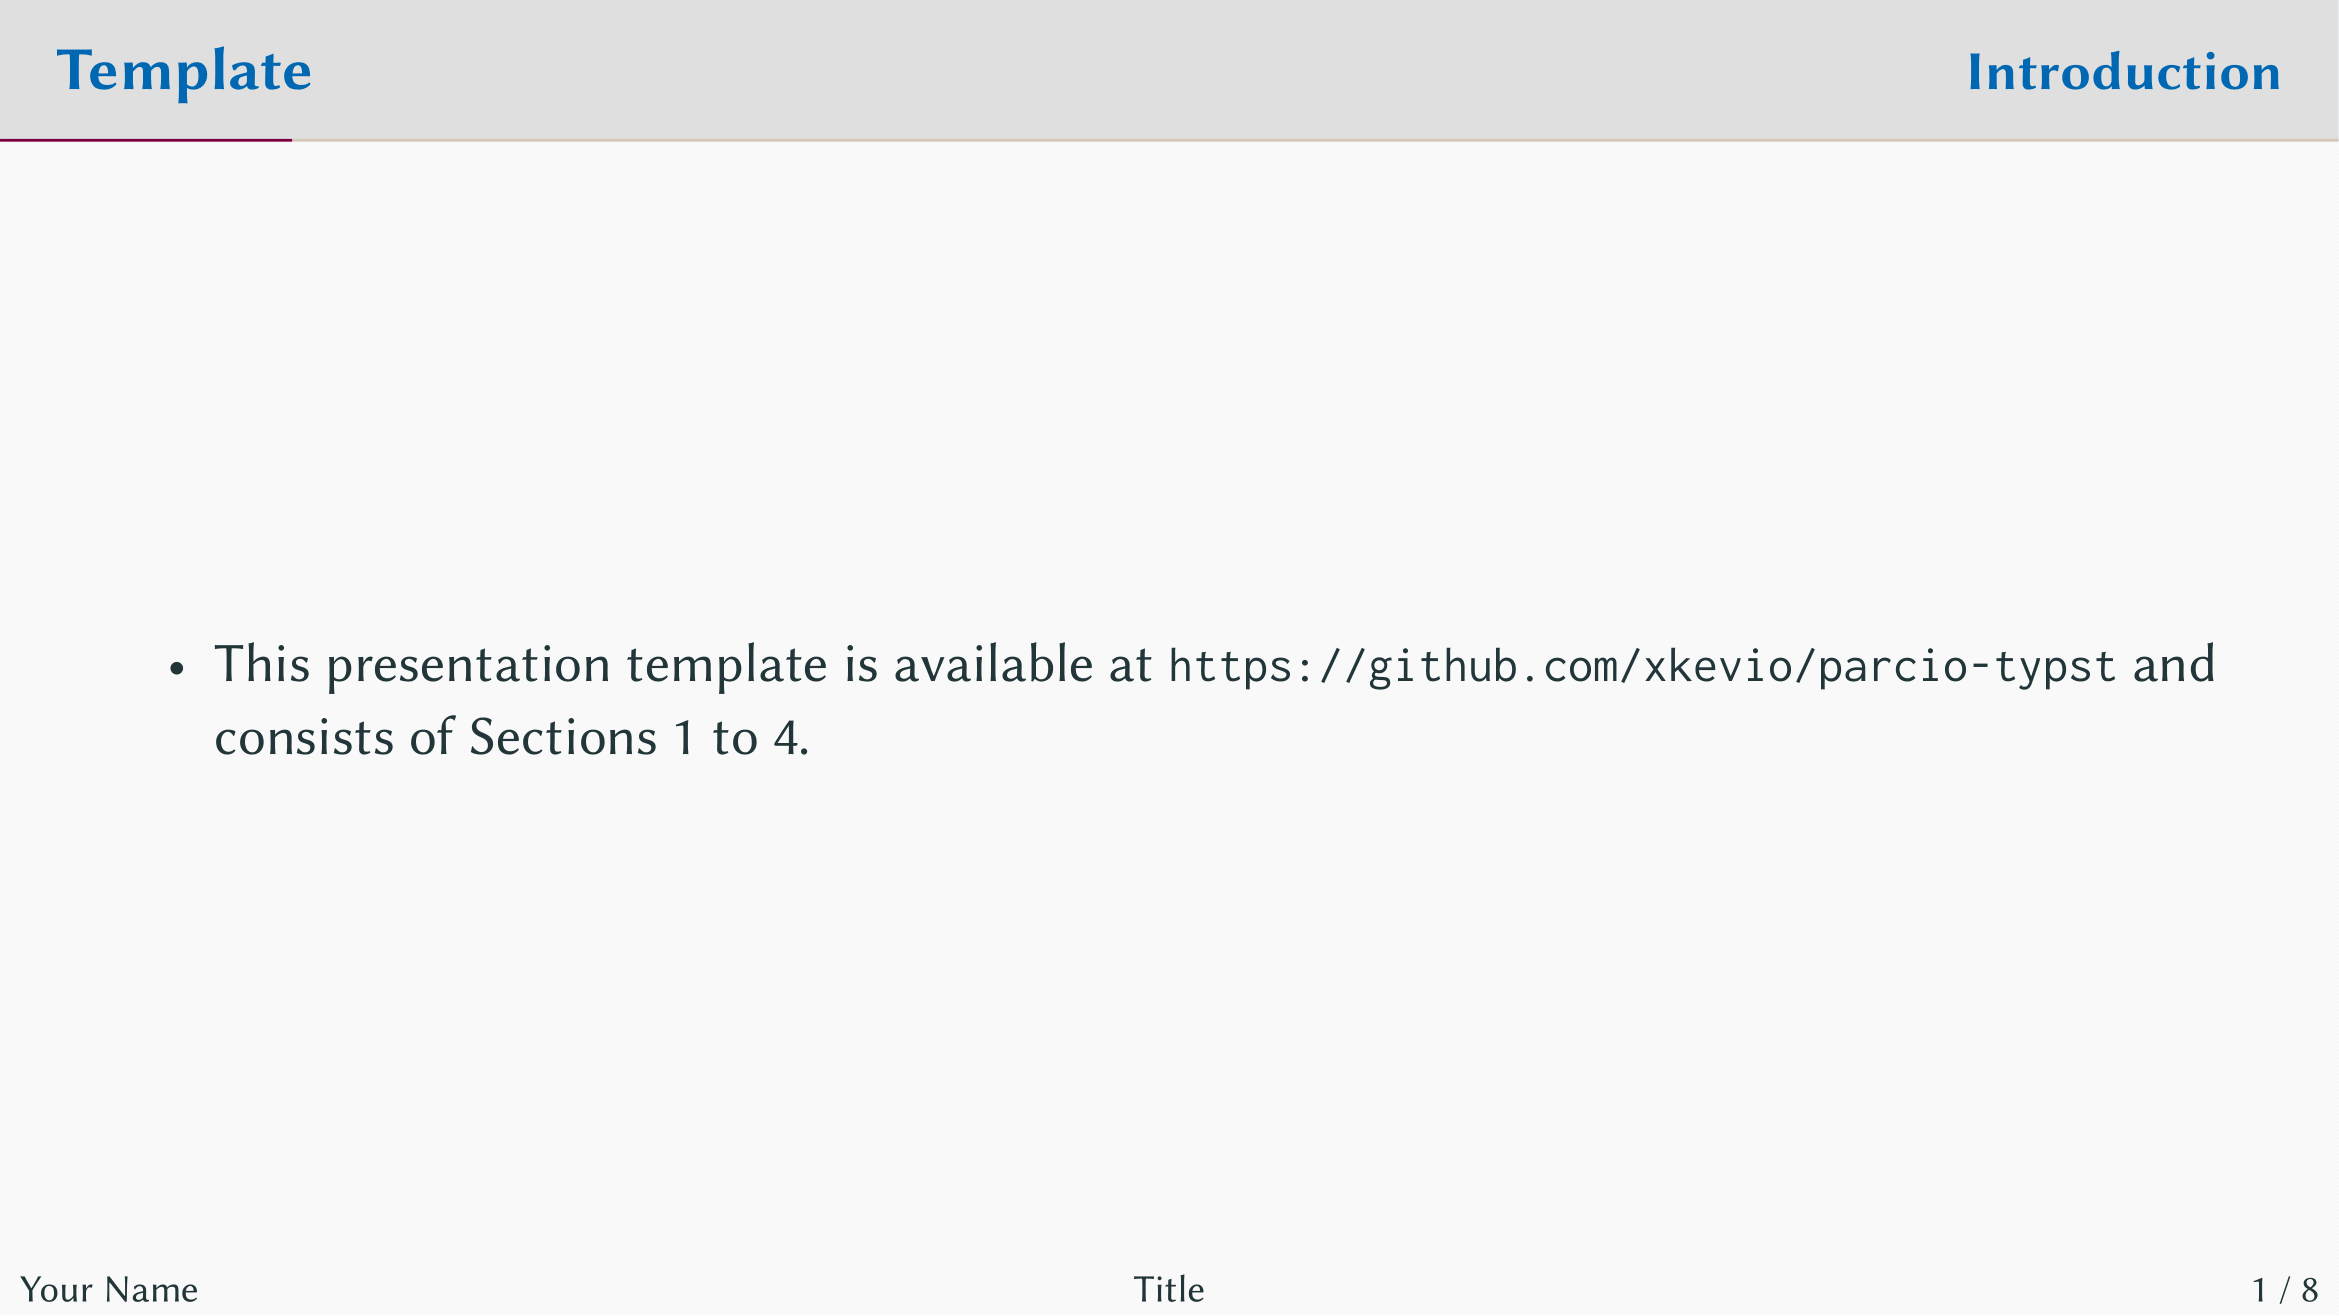 Template
Introduction
• This presentation template is available at https://github.com/xkevio/parcio-typst and
consists of Sections 1 to 4.
Your Name
Title
1 / 8